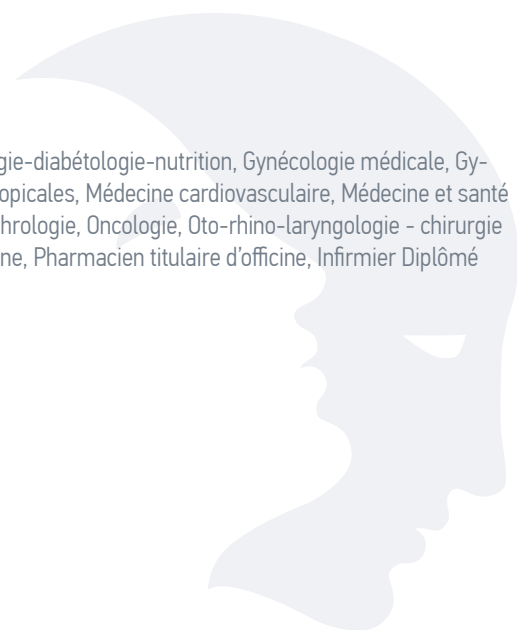 gie-diabétologie-nutrition, Gynécologie médicale, Gy-
opicales, Médecine cardiovasculaire, Médecine et santé
hrologie, Oncologie, Oto-rhino-laryngologie - chirurgie
ne, Pharmacien titulaire d’officine, Infirmier Diplômé